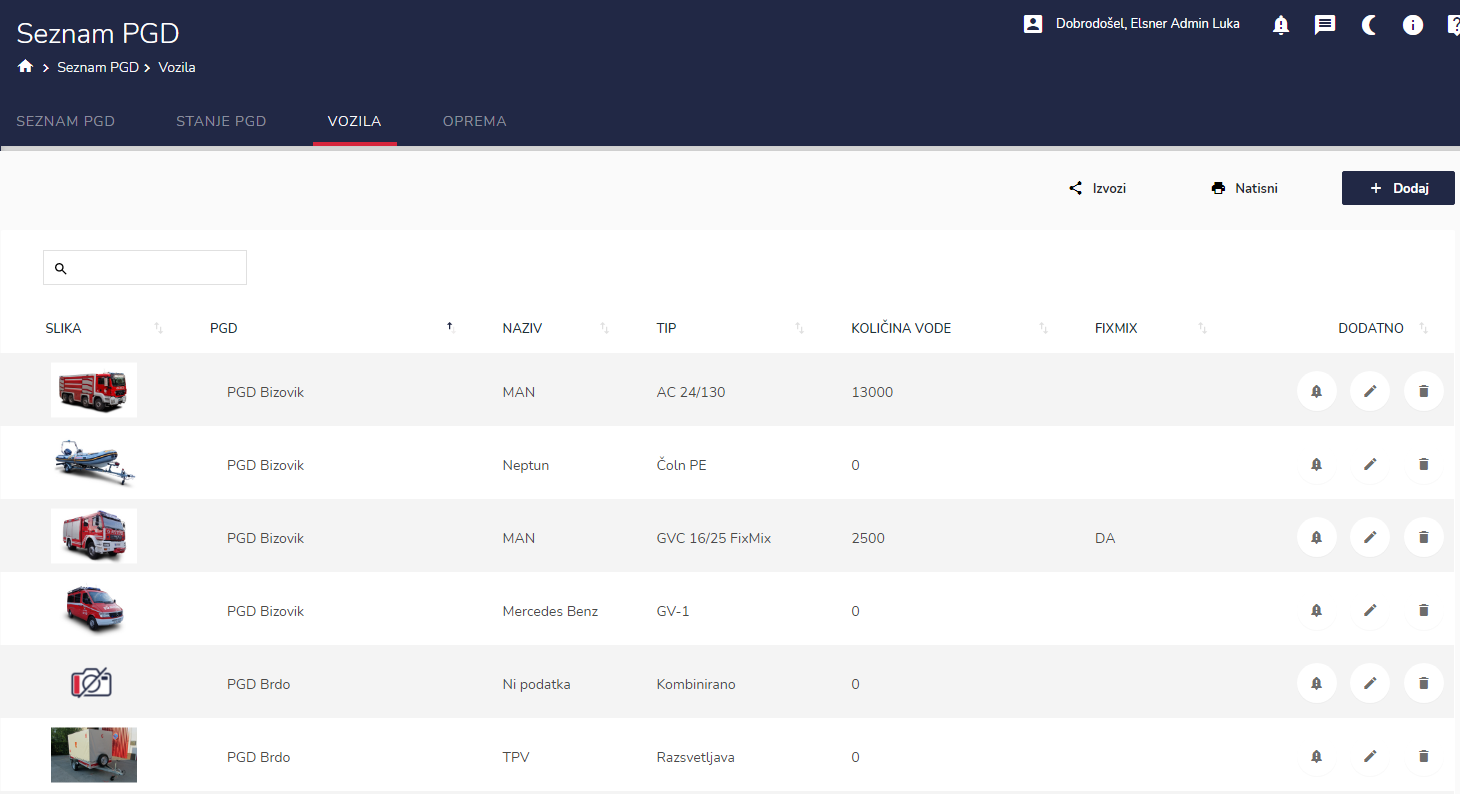 Seznam PGD
Dobrodošel, Elsner Admin Luka
Seznam PGD Vozila
SEZNAM PGD STANJE PGD VOZILA OPREMA
Izvozi Natisni + Dodaj
SLIKA PGD NAZIV TIP KOLIČINA VODE FIXMIX DODATNO
PGD Bizovik MAN AC 24/130 13000
PGD Bizovik Neptun Čoln PE 0
PGD Bizovik MAN GVC 16/25 FixMix 2500 DA
PGD Bizovik Mercedes Benz GV-1 0
PGD Brdo Ni podatka Kombinirano 0
PGD Brdo TPV Razsvetljava 0